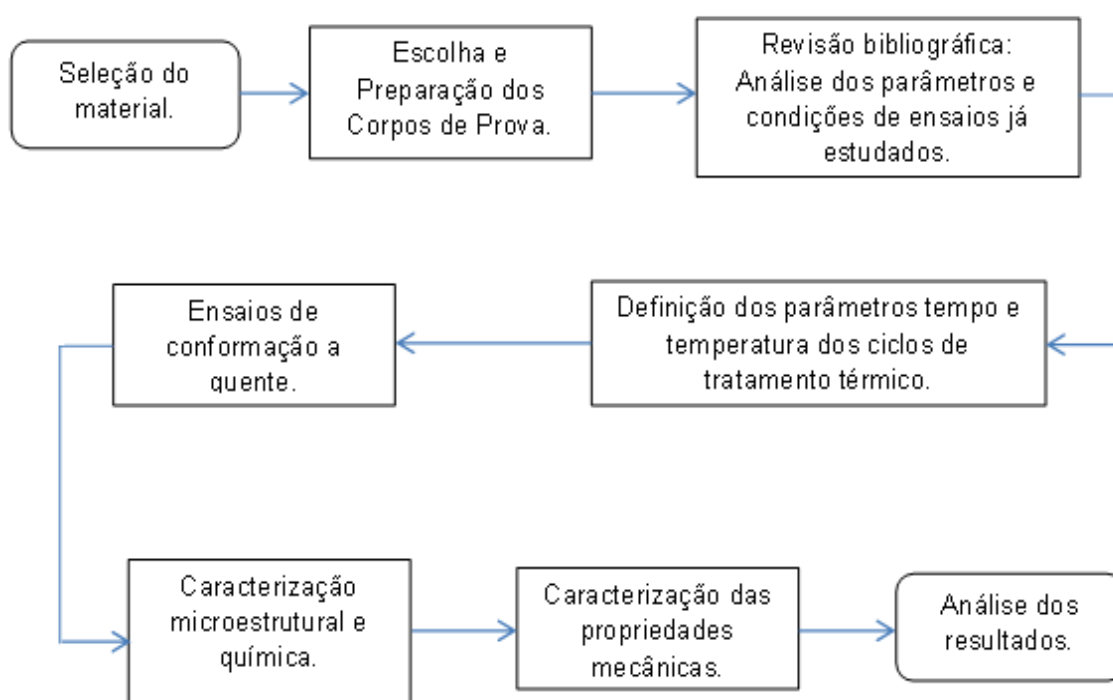 Seleção do
material.
Escolha e
Preparação dos
Corpos de Prova.
Revisão bibliográfica:
Análise dos parâmetros e
condições de ensaios já
estudados.
Definição dos parâmetros tempo e
temperatura dos ciclos de
tratamento térmico.
Ensaios de
conformação a
quente.
Caracterização
microestrutural e
química.
Caracterização das
propriedades
mecânicas.
Análise dos
resultados.